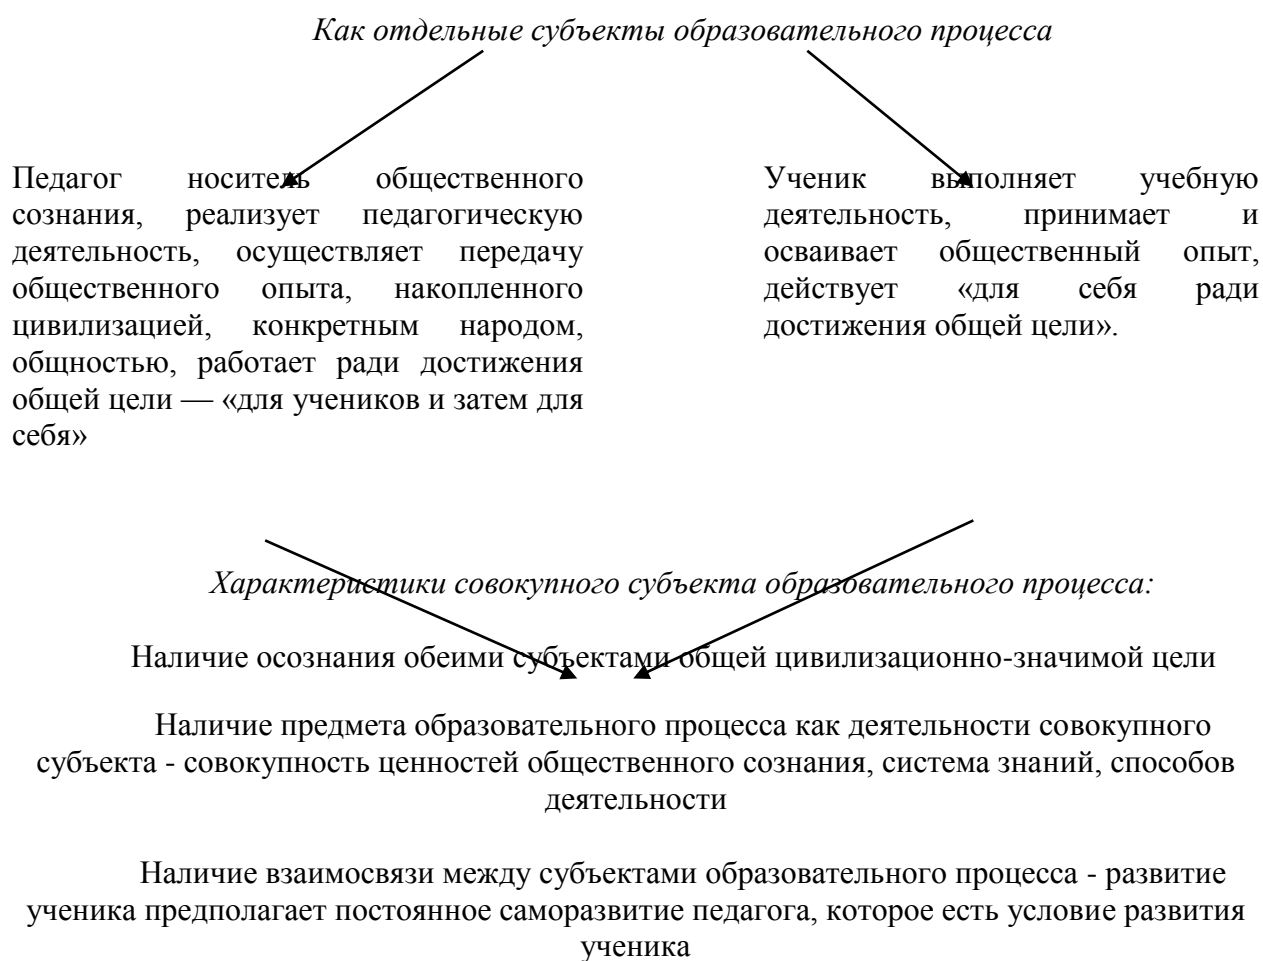 Как отдельные субъекты образовательного процесса
Педагог носитель общественного
сознания, реализует педагогическую
деятельность, осуществляет передачу
общественного опыта, накопленного
цивилизацией, конкретным народом,
общностью, работает ради достижения
общей цели — «для учеников и затем для
себя»
Ученик выполняет учебную
деятельность, принимает и
осваивает общественный опыт,
действует «для себя ради
достижения общей цели».
Характеристики совокупного субъекта образовательного процесса:
Наличие осознания обеими субъектами общей цивилизационно-значимой цели
Наличие предмета образовательного процесса как деятельности совокупного
субъекта - совокупность ценностей общественного сознания, система знаний, способов
деятельности
Наличие взаимосвязи между субъектами образовательного процесса - развитие
ученика предполагает постоянное саморазвитие педагога, которое есть условие развития
ученика